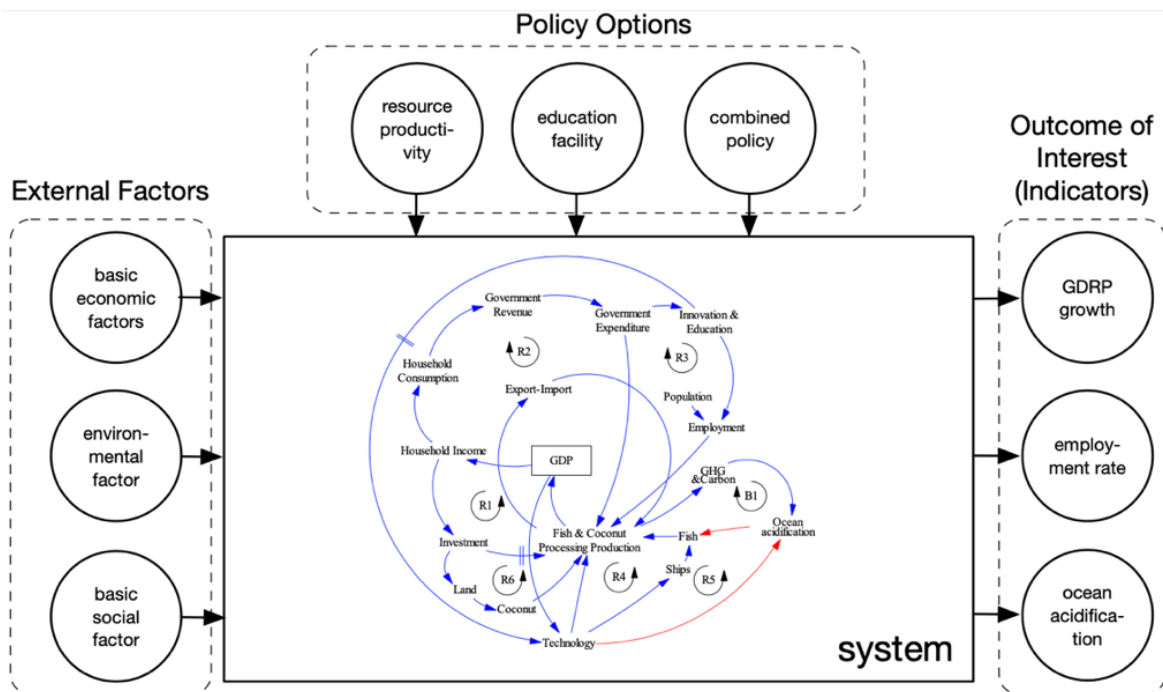 Policy Options
resource
producti-
vity
education
facility
combined
policy
External Factors
basic
economic
factors
environ-
mental
factor
basic
social
factor
Outcome of
Interest
(Indicators)
GDRP
growth
employ-
ment rate
ocean
acidifica-
tion
Government
Revenue
Government
Expenditure
Innovation &
Education
R2
R3
Household
Consumption
Export-Import
Population
Employment
Household Income
GDP
GHG
&Carbon
B1
R1
Ocean
acidification
Fish & Coconut
Processing Production
Fish
Investment
Ships
R6
R4
R5
Land
Coconut
Technology
system